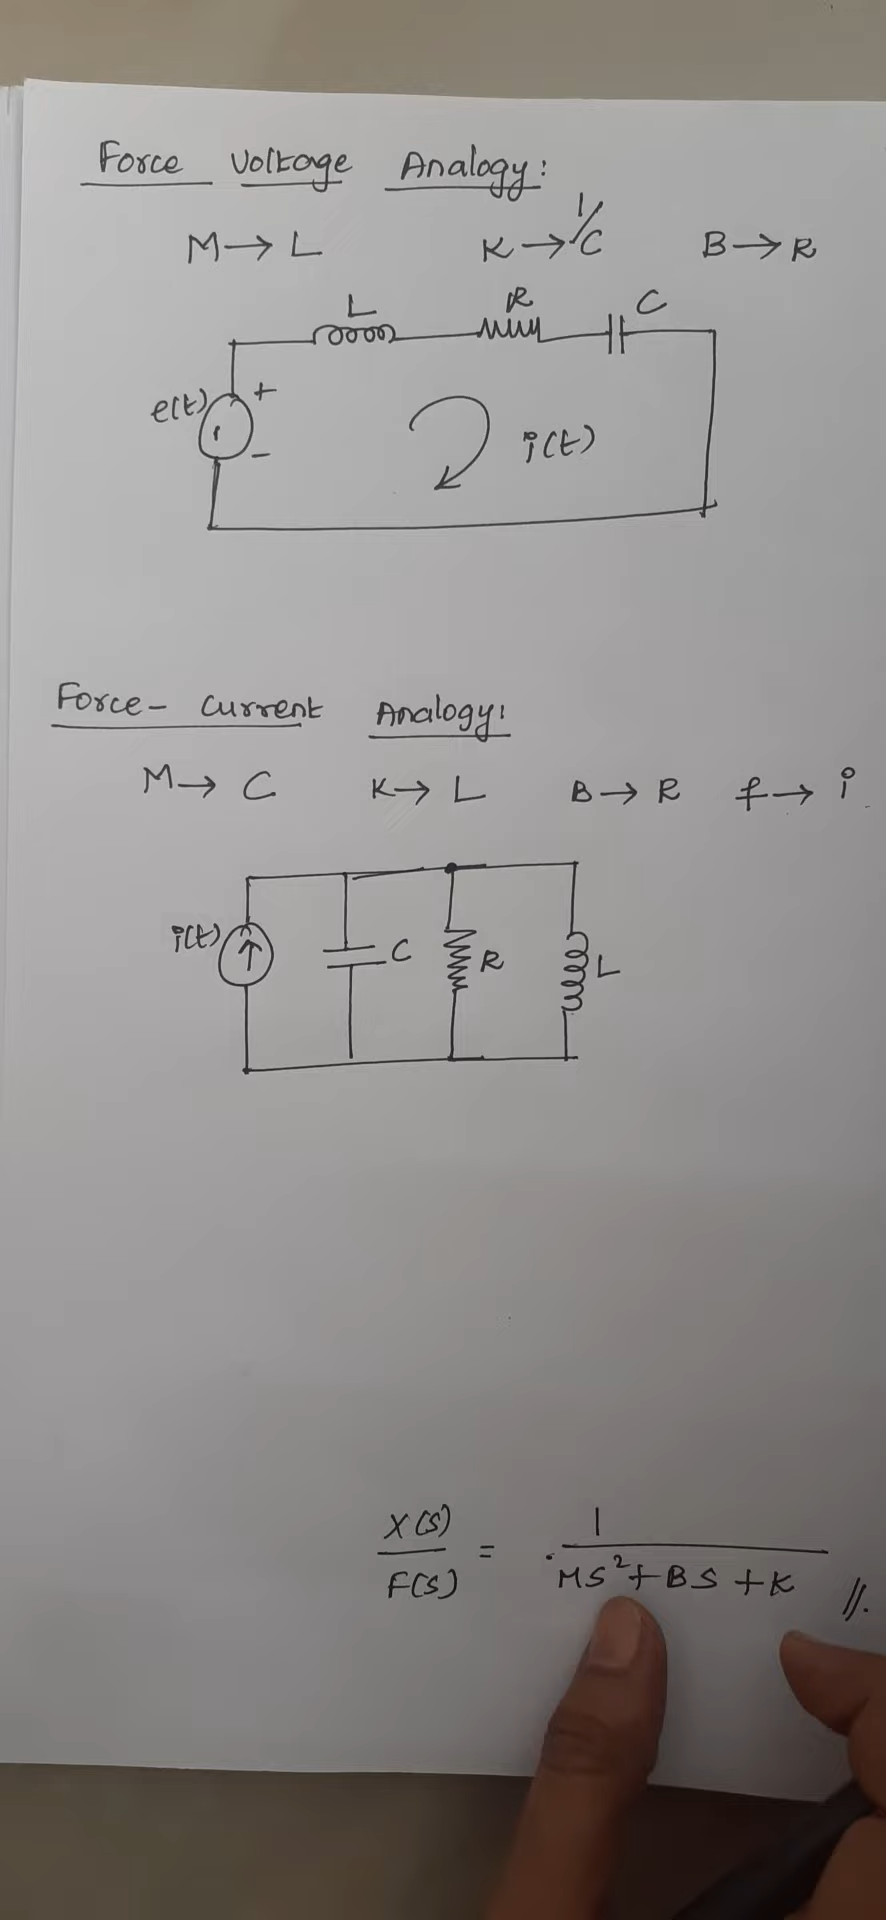 Force Voltage Analogy:
M→L K→1/C B→R
L R C
e(t) + - i(t)
Force-Current Analogy:
M→C K→L B→R f→i
i(t) C R L
X(S)/F(S) = 1/MS²+BS+K //.